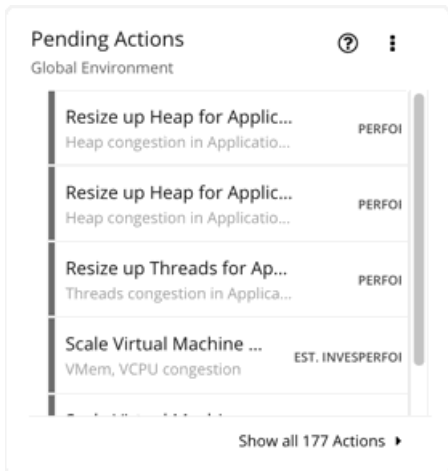 Pending Actions
Global Environment
Resize up Heap for Applic...
Heap congestion in Applicatio...
PERFOI
Resize up Heap for Applic...
Heap congestion in Applicatio...
PERFOI
Resize up Threads for Ap...
Threads congestion in Applica...
PERFOI
Scale Virtual Machine ...
VMem, VCPU congestion
EST. INVESPERFOI
Show all 177 Actions